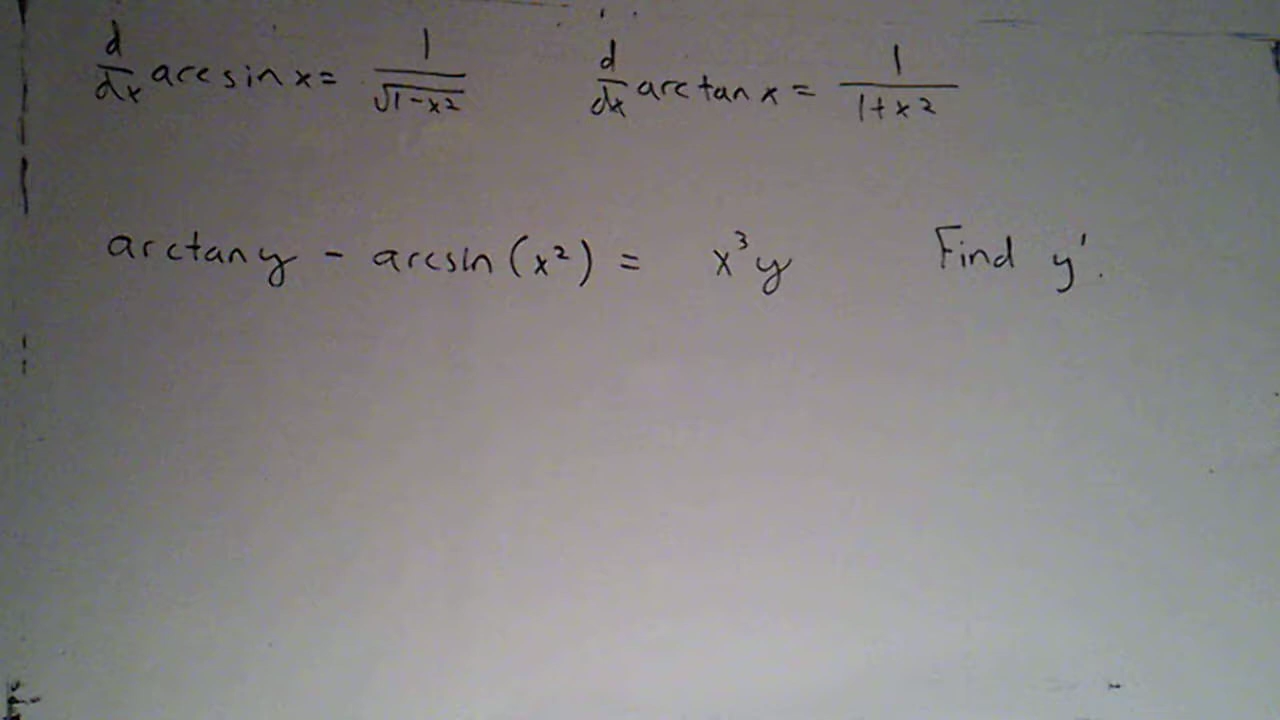 d/dx arcsin x = 1/√(1-x²) d/dx arctan x = 1/(1+x²)
arctan y - arcsin (x²) = x³y Find y'.